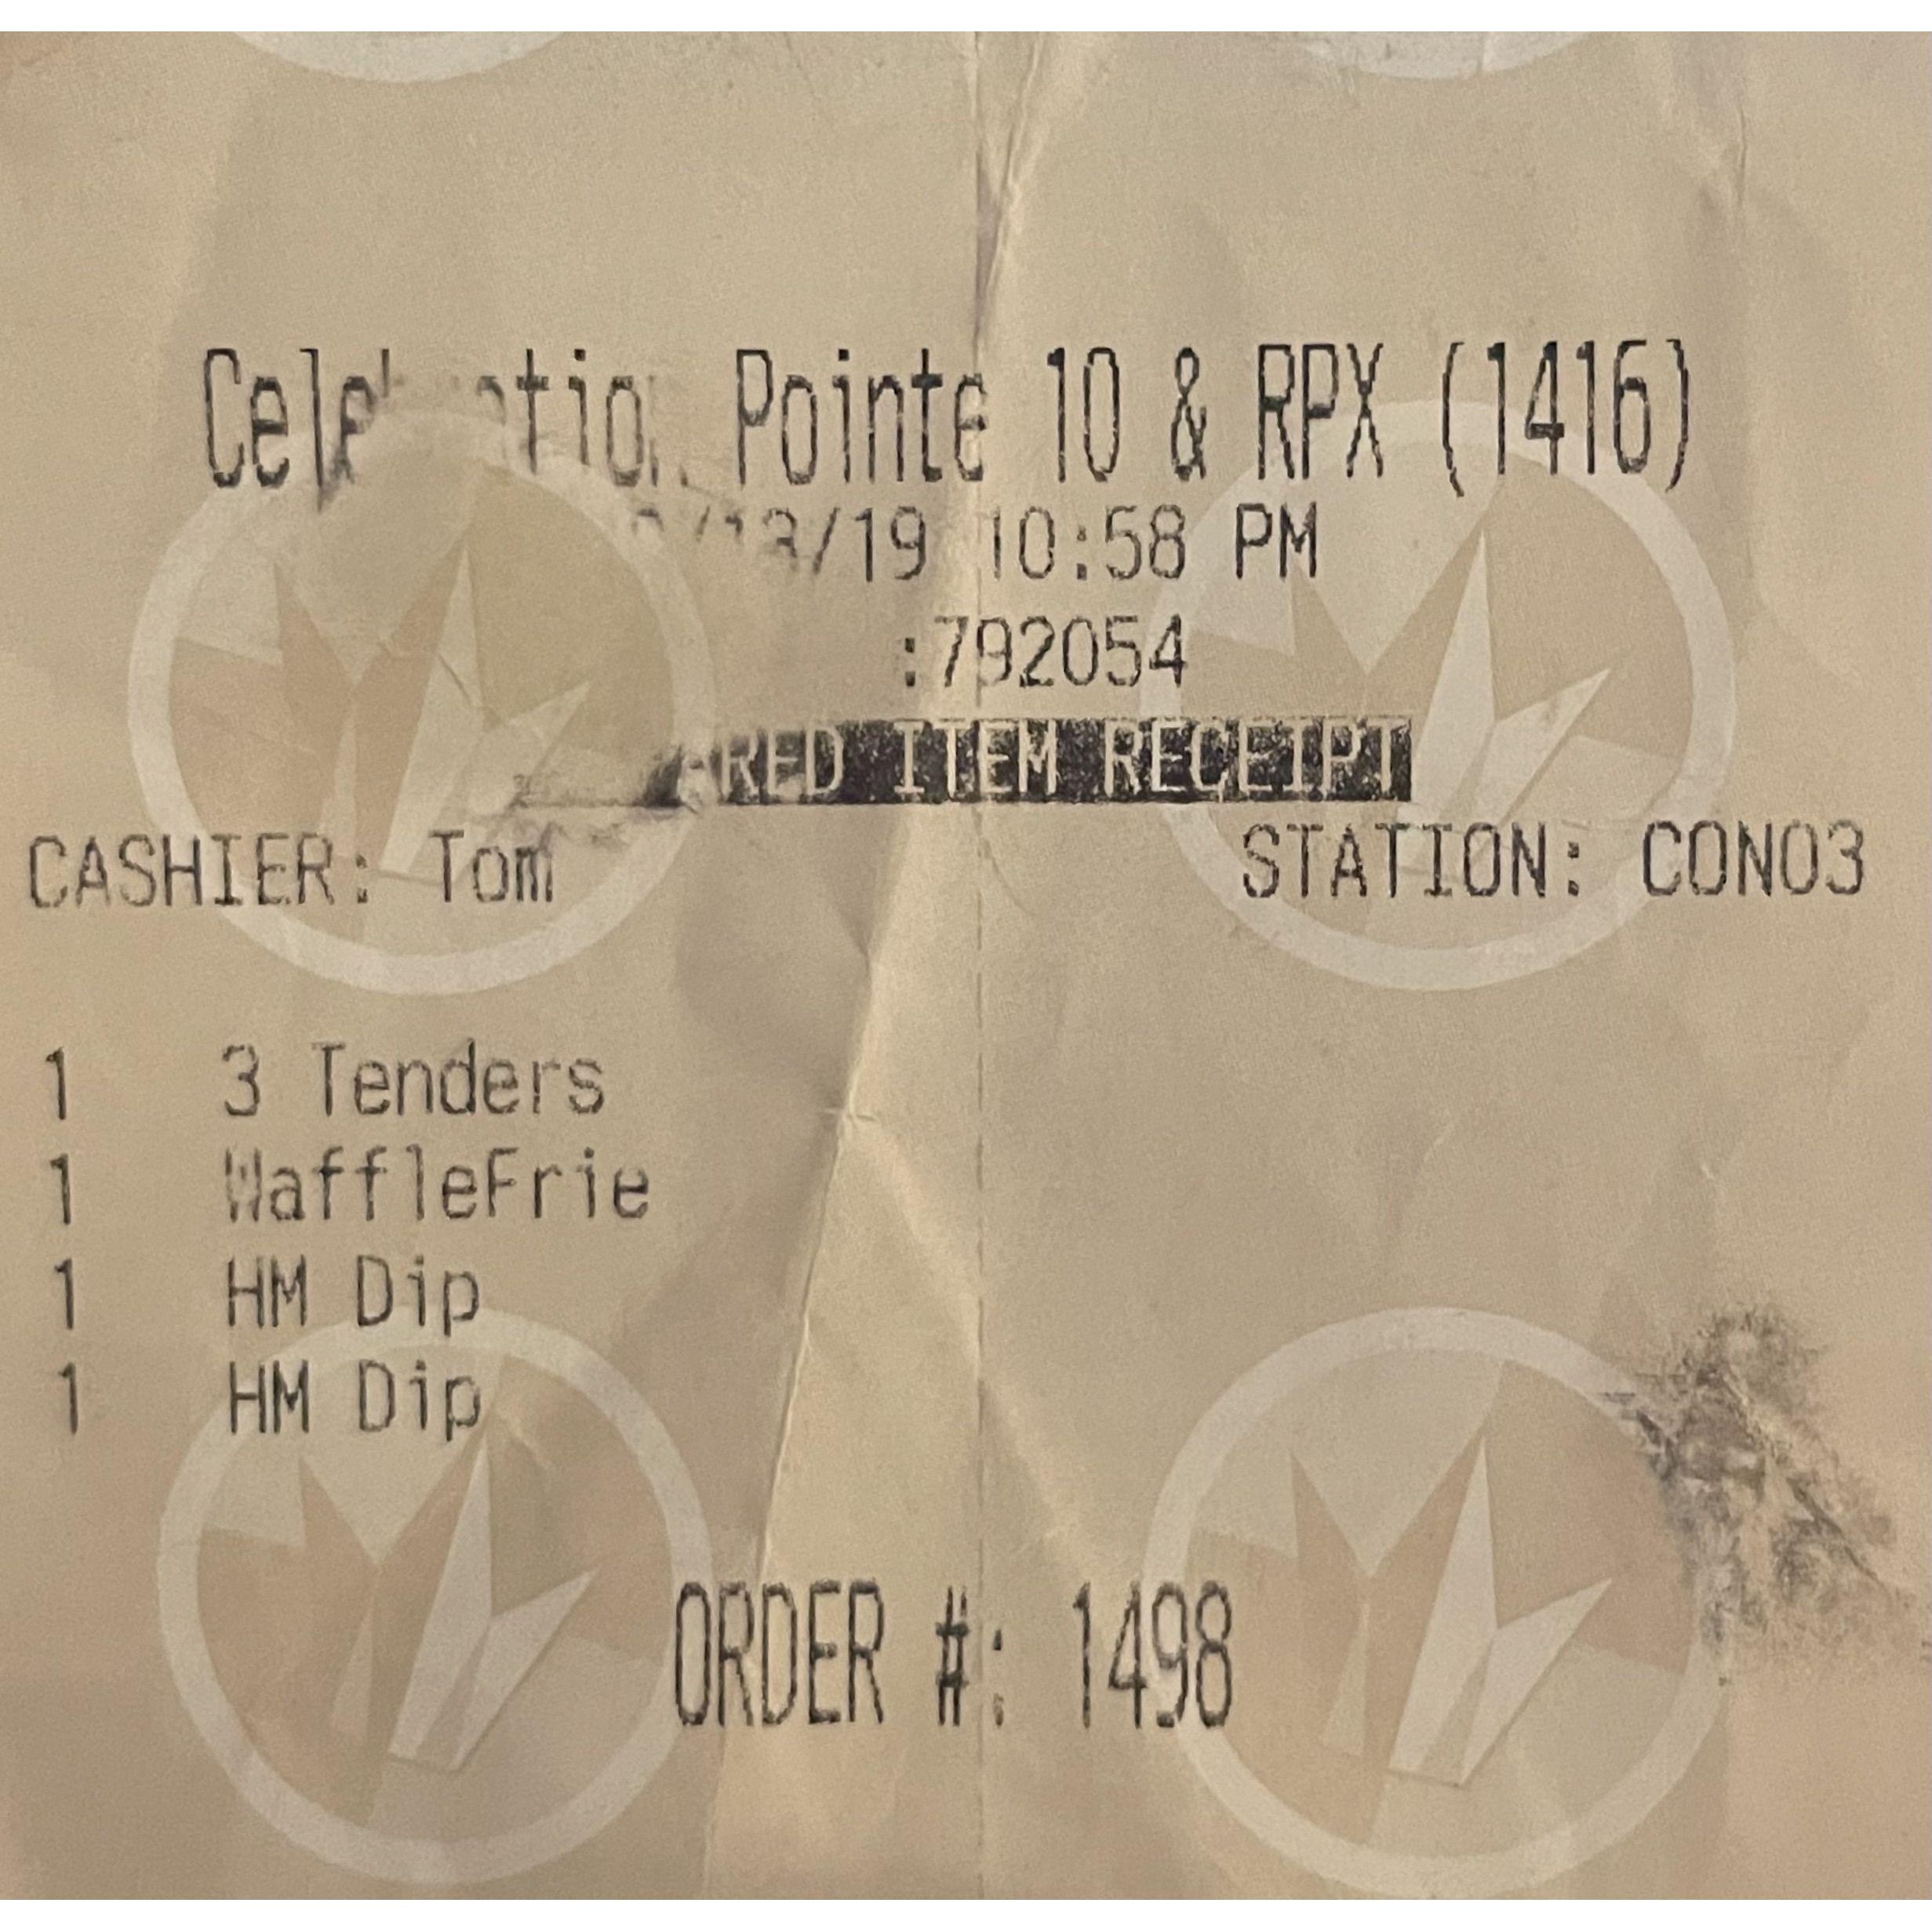 Pointe 10 & RPX (1416)
10:58 PM
:792054
ITEM RECEIPT
CASHIER: Tom STATION: CON03
1 3 Tenders
1 WaffleFrie
1 HM Dip
1 HM Dip
ORDER #: 1498